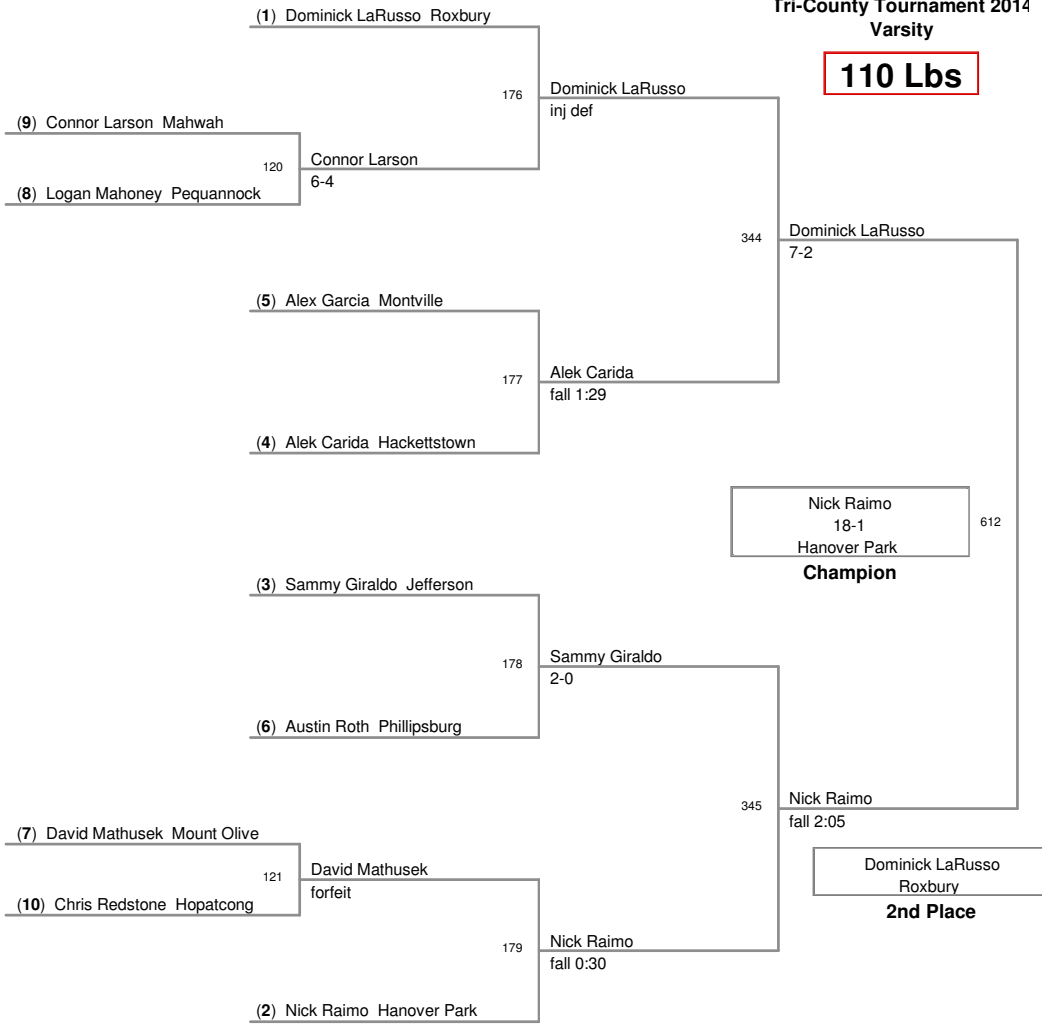 Tri-County Tournament 2014
Varsity
110 Lbs
(1) Dominick LaRusso Roxbury
176
Dominick LaRusso
inj def
(9) Connor Larson Mahwah
120
Connor Larson
6-4
(8) Logan Mahoney Pequannock
344
Dominick LaRusso
7-2
(5) Alex Garcia Montville
177
Alek Carida
fall 1:29
(4) Alek Carida Hackettstown
Nick Raimo
18-1
Hanover Park
612
Champion
(3) Sammy Giraldo Jefferson
178
Sammy Giraldo
2-0
(6) Austin Roth Phillipsburg
345
Nick Raimo
fall 2:05
(7) David Mathusek Mount Olive
121
David Mathusek
forfeit
(10) Chris Redstone Hopatcong
Dominick LaRusso
Roxbury
2nd Place
179
Nick Raimo
fall 0:30
(2) Nick Raimo Hanover Park